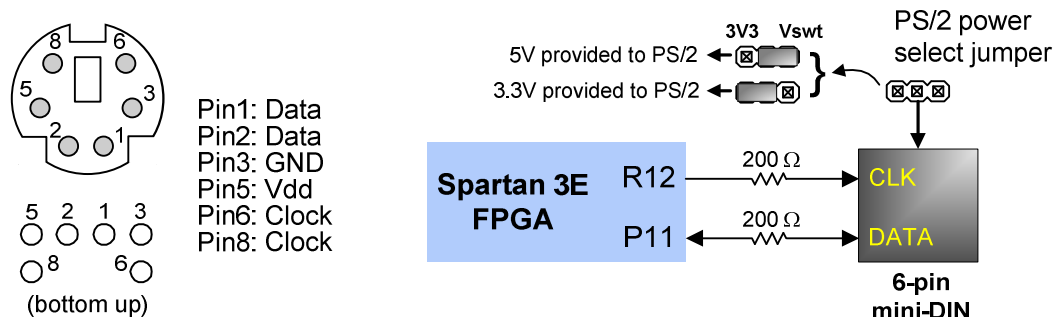 8 6
5 3
2 1
Pin1: Data
Pin2: Data
Pin3: GND
Pin5: Vdd
Pin6: Clock
Pin8: Clock
5 2 1 3
8 6
(bottom up)
3V3 Vswt
5V provided to PS/2
3.3V provided to PS/2
PS/2 power
select jumper
Spartan 3E
FPGA
R12
P11
200 Ω
200 Ω
CLK
DATA
6-pin
mini-DIN